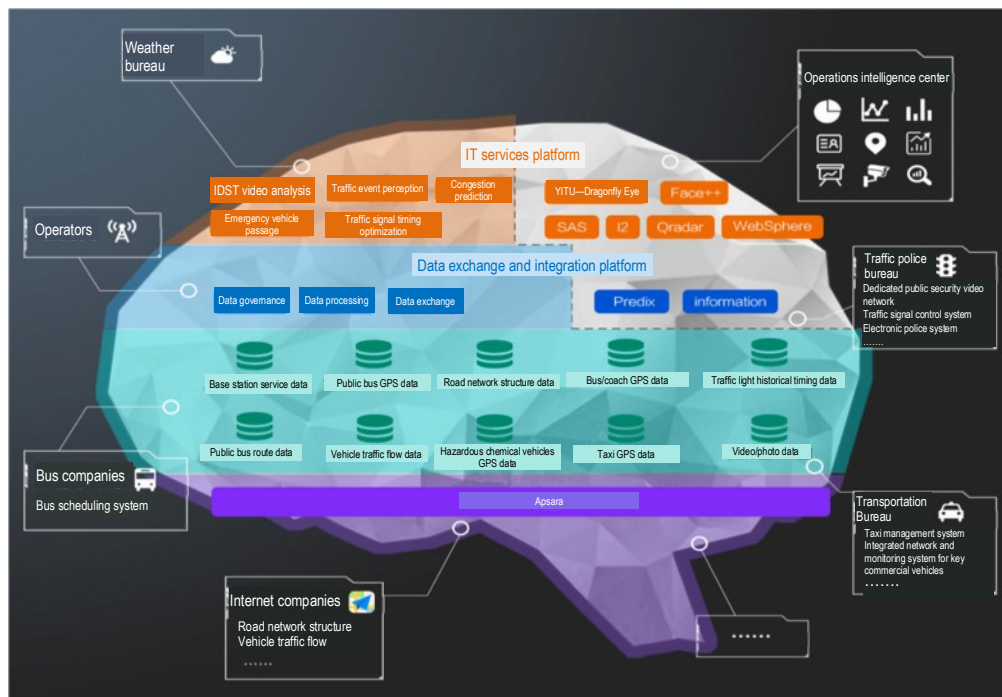 Weather
bureau
Operations intelligence center
IT services platform
IDST video analysis
Traffic event perception
Congestion
prediction
YITU—Dragonfly Eye
Face++
Emergency vehicle
passage
Traffic signal timing
optimization
SAS
I2
Qradar
WebSphere
Operators
Data exchange and integration platform
Data governance
Data processing
Data exchange
Predix
information
Traffic police
bureau
Dedicated public security video
network
Traffic signal control system
Electronic police system
.......
Base station service data
Public bus GPS data
Road network structure data
Bus/coach GPS data
Traffic light historical timing data
Public bus route data
Vehicle traffic flow data
Hazardous chemical vehicles
GPS data
Taxi GPS data
Video/photo data
Bus companies
Bus scheduling system
Apsara
Transportation
Bureau
Taxi management system
Integrated network and
monitoring system for key
commercial vehicles
.......
Internet companies
Road network structure
Vehicle traffic flow
......
......